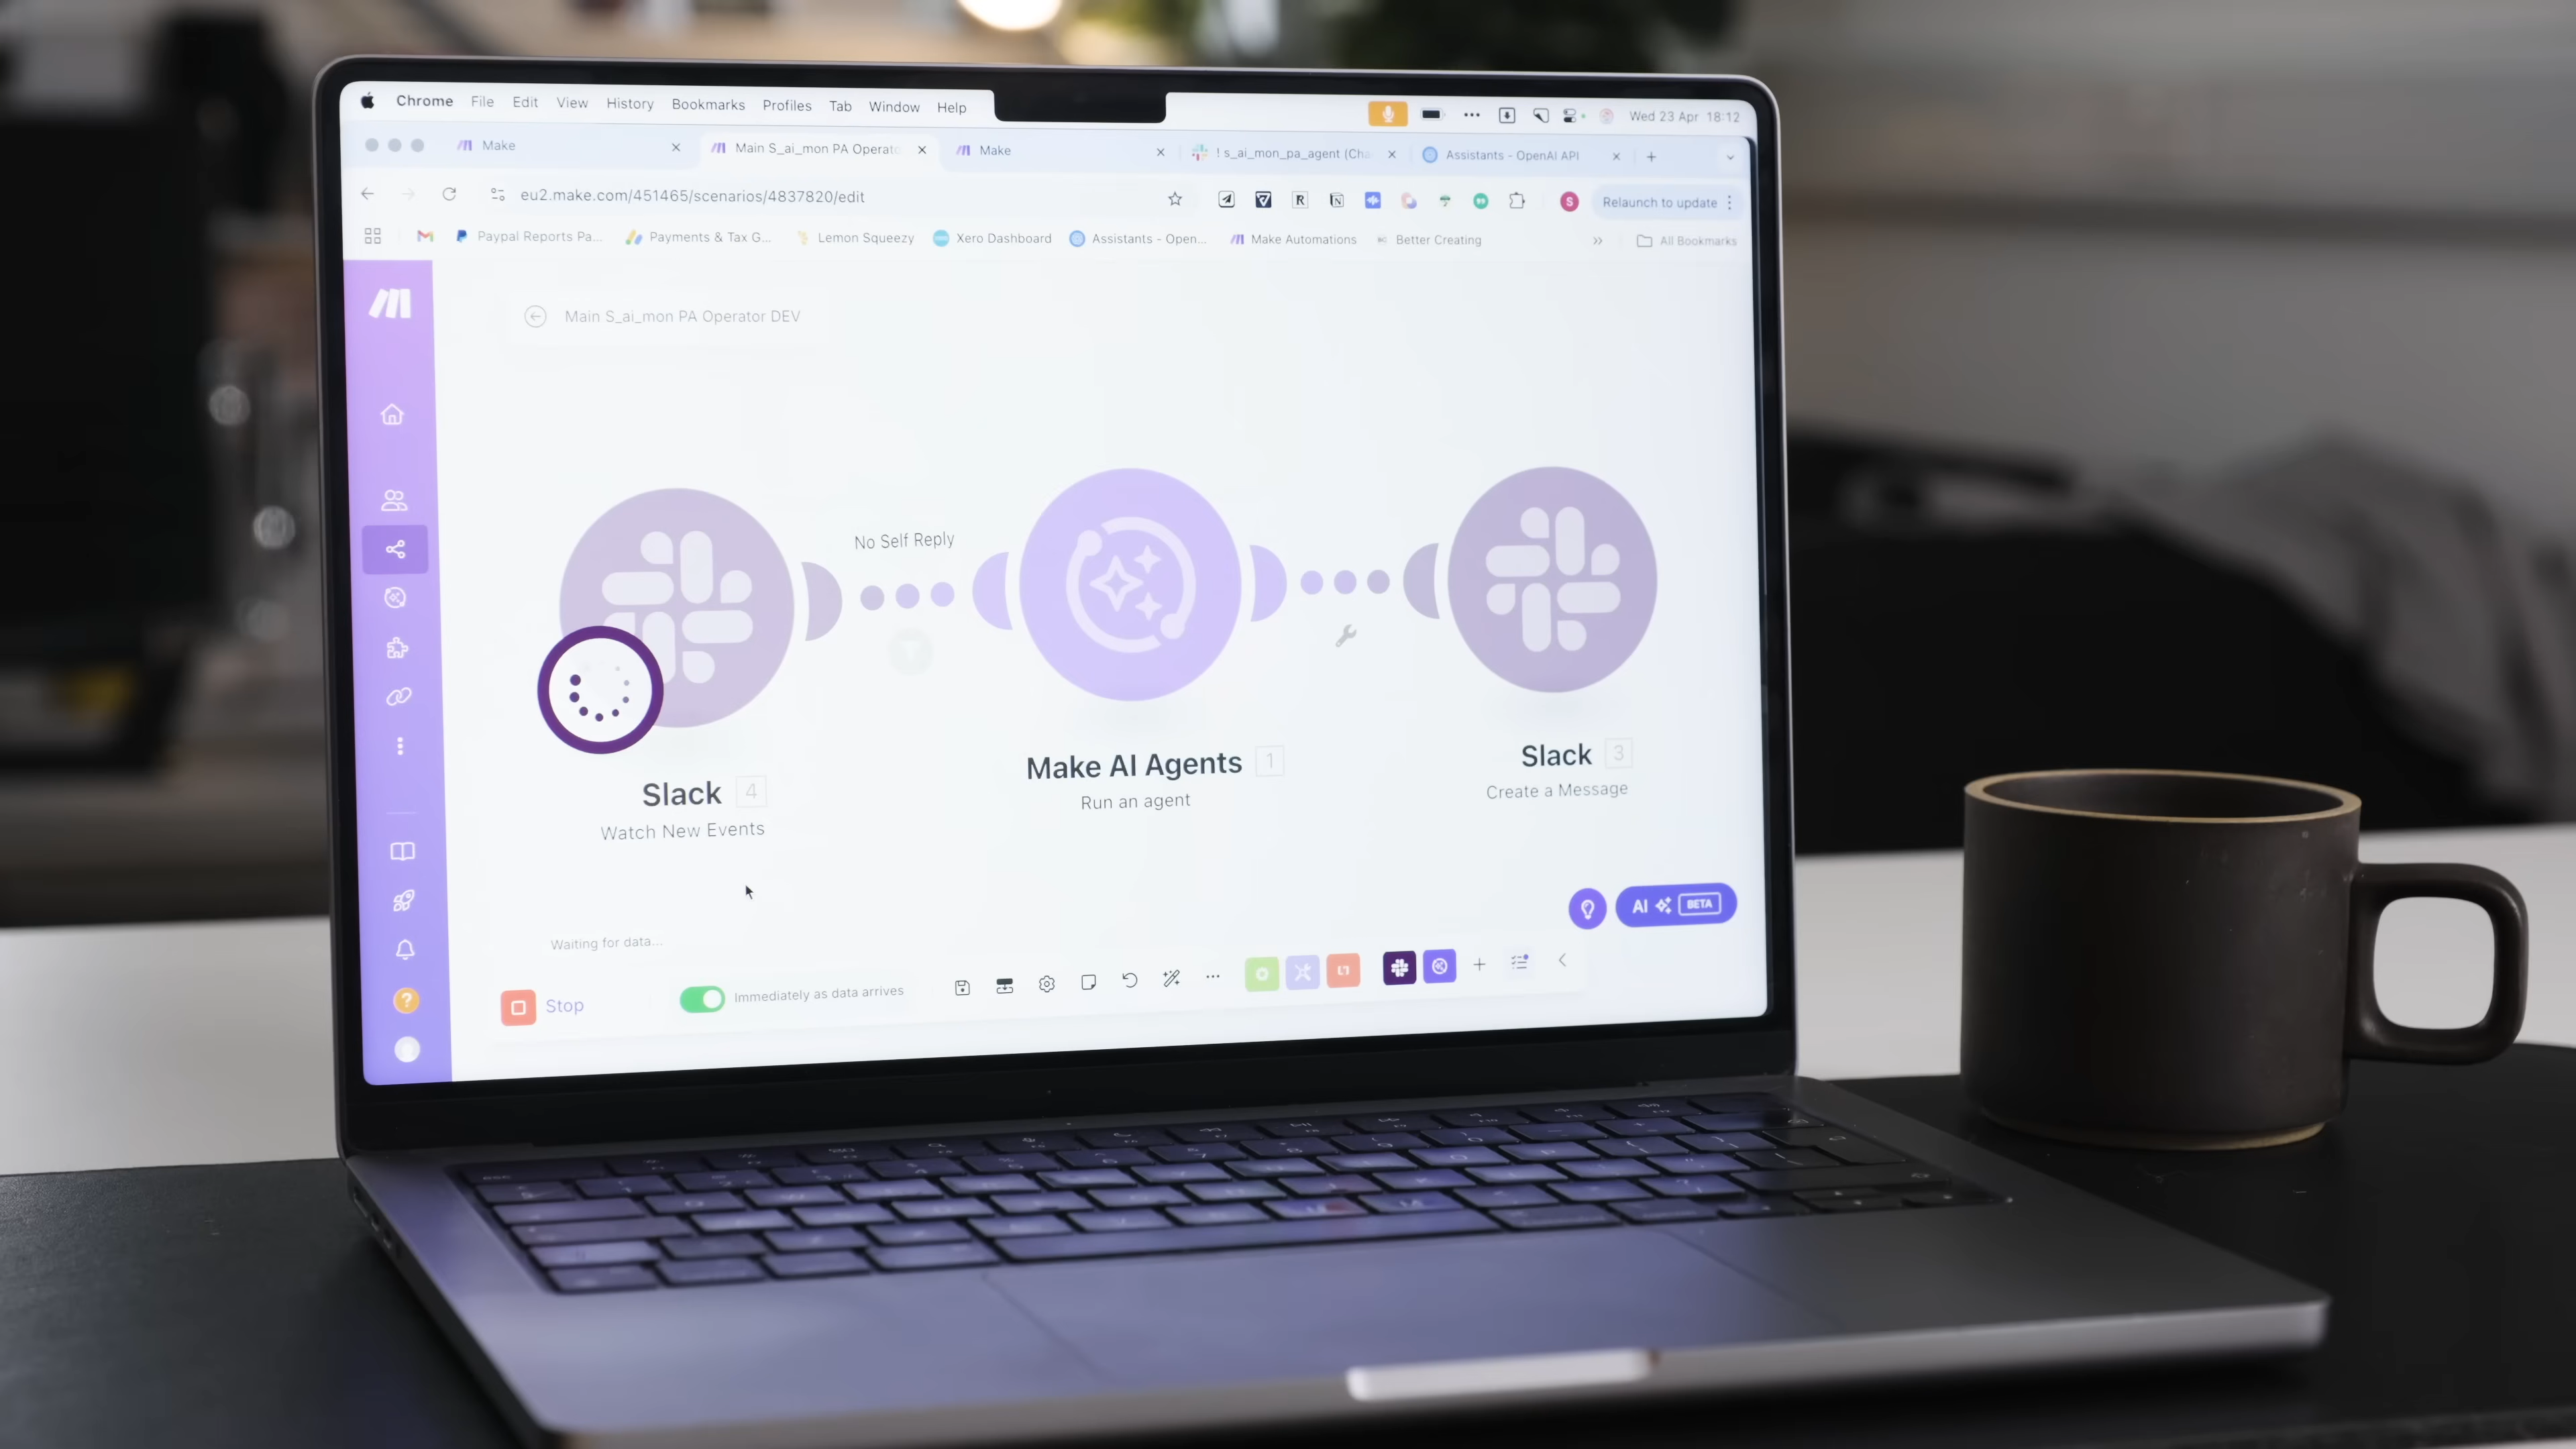 Chrome File Edit View History Bookmarks Profiles Tab Window Help Wed 23 Apr 18:12
Make Main S_ai_mon PA Operato Make ! s_ai_mon_pa_agent (Cha Assistants - OpenAI API
eu2.make.com/451465/scenarios/4837820/edit R S Relaunch to update
Paypal Reports Pa... Payments & Tax G... Lemon Squeezy Xero Dashboard Assistants - Open... Make Automations Better Creating All Bookmarks
Main S_ai_mon PA Operator DEV
No Self Reply
Slack 4
Watch New Events
Make AI Agents 1
Run an agent
Slack 3
Create a Message
AI BETA
Waiting for data...
Stop Immediately as data arrives